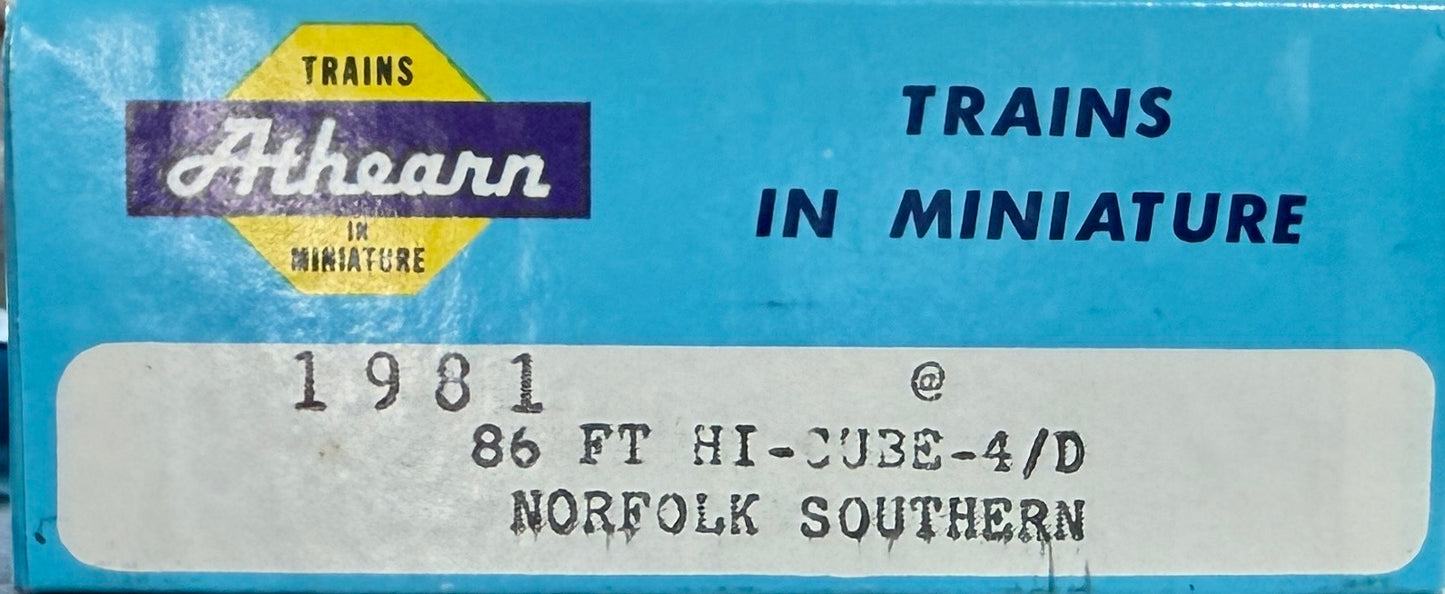 TRAINS
Athearn
IN
MINIATURE
TRAINS
IN MINIATURE
1981 @
86 FT HI-CUBE-4/D
NORFOLK SOUTHERN